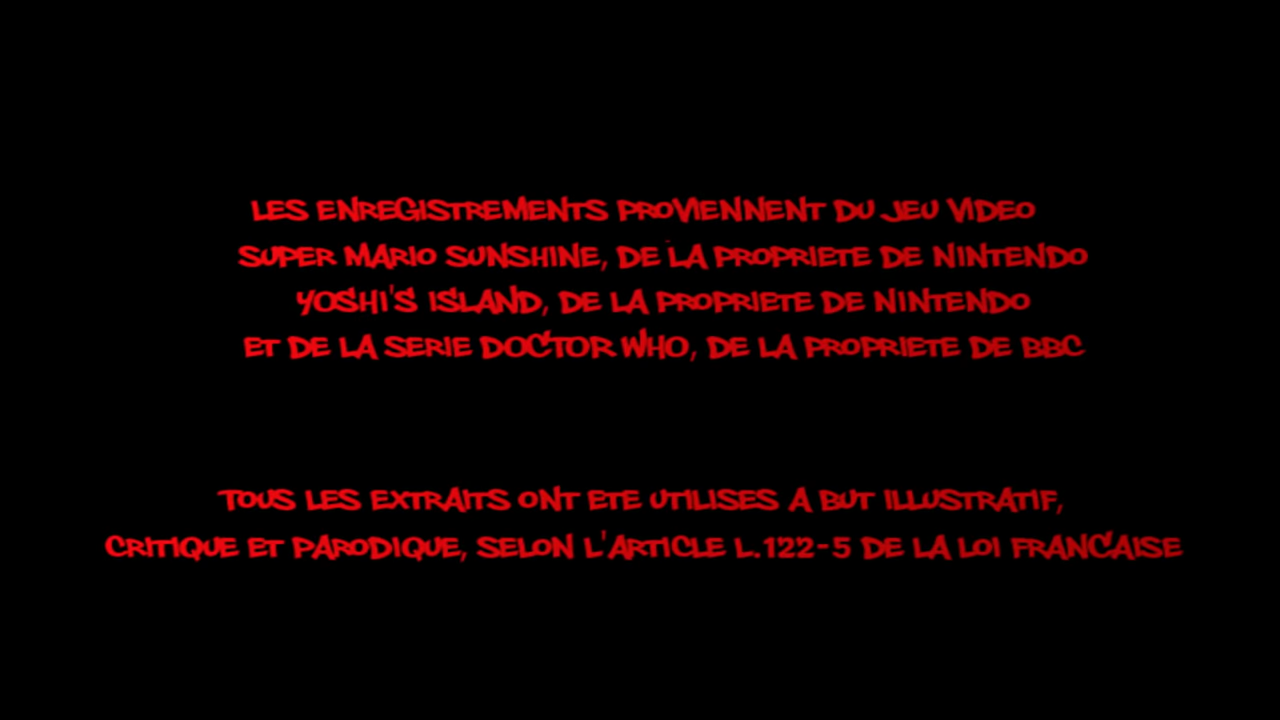 LES ENREGISTREMENTS PROVIENNENT DU JEU VIDEO
SUPER MARIO SUNSHINE, DE LA PROPRIETE DE NINTENDO
YOSHI'S ISLAND, DE LA PROPRIETE DE NINTENDO
ET DE LA SERIE DOCTOR WHO, DE LA PROPRIETE DE BBC
TOUS LES EXTRAITS ONT ETE UTILISES A BUT ILLUSTRATIF,
CRITIQUE ET PARODIQUE, SELON L'ARTICLE L.122-5 DE LA LOI FRANCAISE